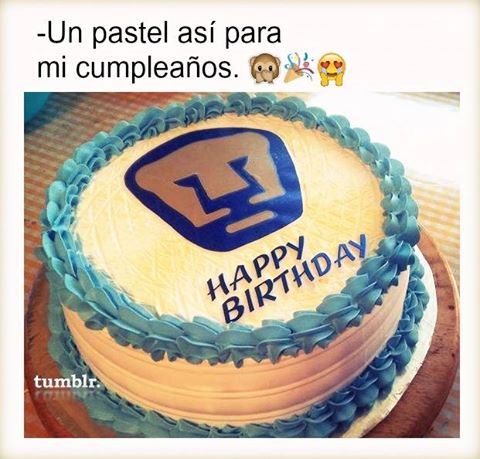 -Un pastel así para
mi cumpleaños. 🙊🎉😍
HAPPY
BIRTHDAY
tumblr.